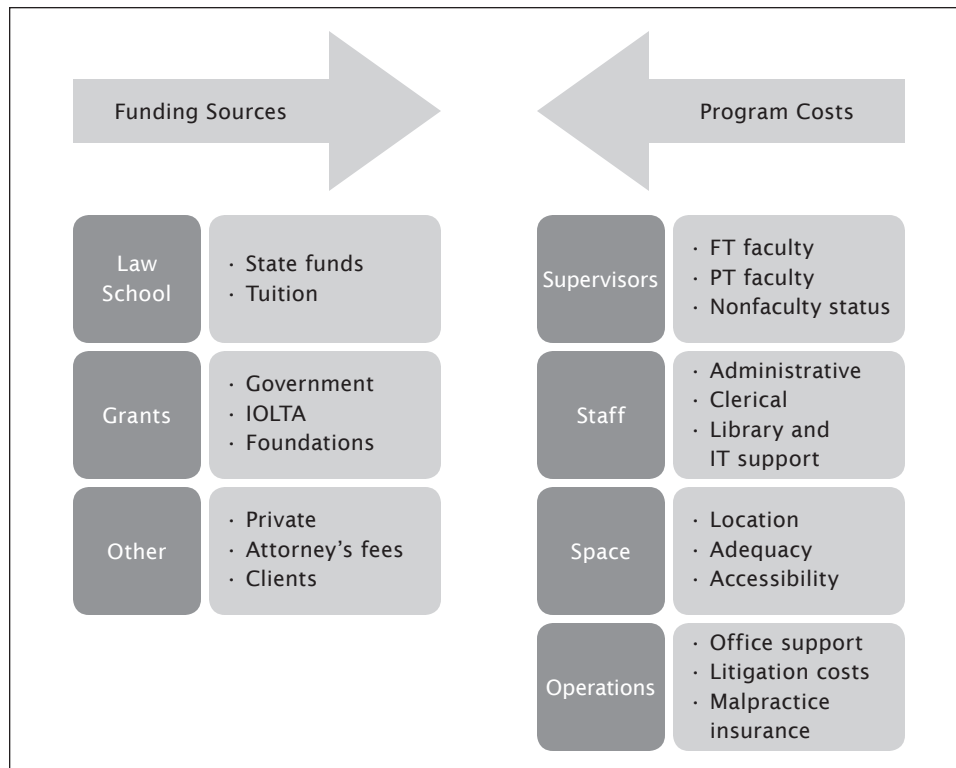 Funding Sources
Law
School
· State funds
· Tuition
Grants
· Government
· IOLTA
· Foundations
Other
· Private
· Attorney’s fees
· Clients
Program Costs
Supervisors
· FT faculty
· PT faculty
· Nonfaculty status
Staff
· Administrative
· Clerical
· Library and
IT support
Space
· Location
· Adequacy
· Accessibility
Operations
· Office support
· Litigation costs
· Malpractice
insurance